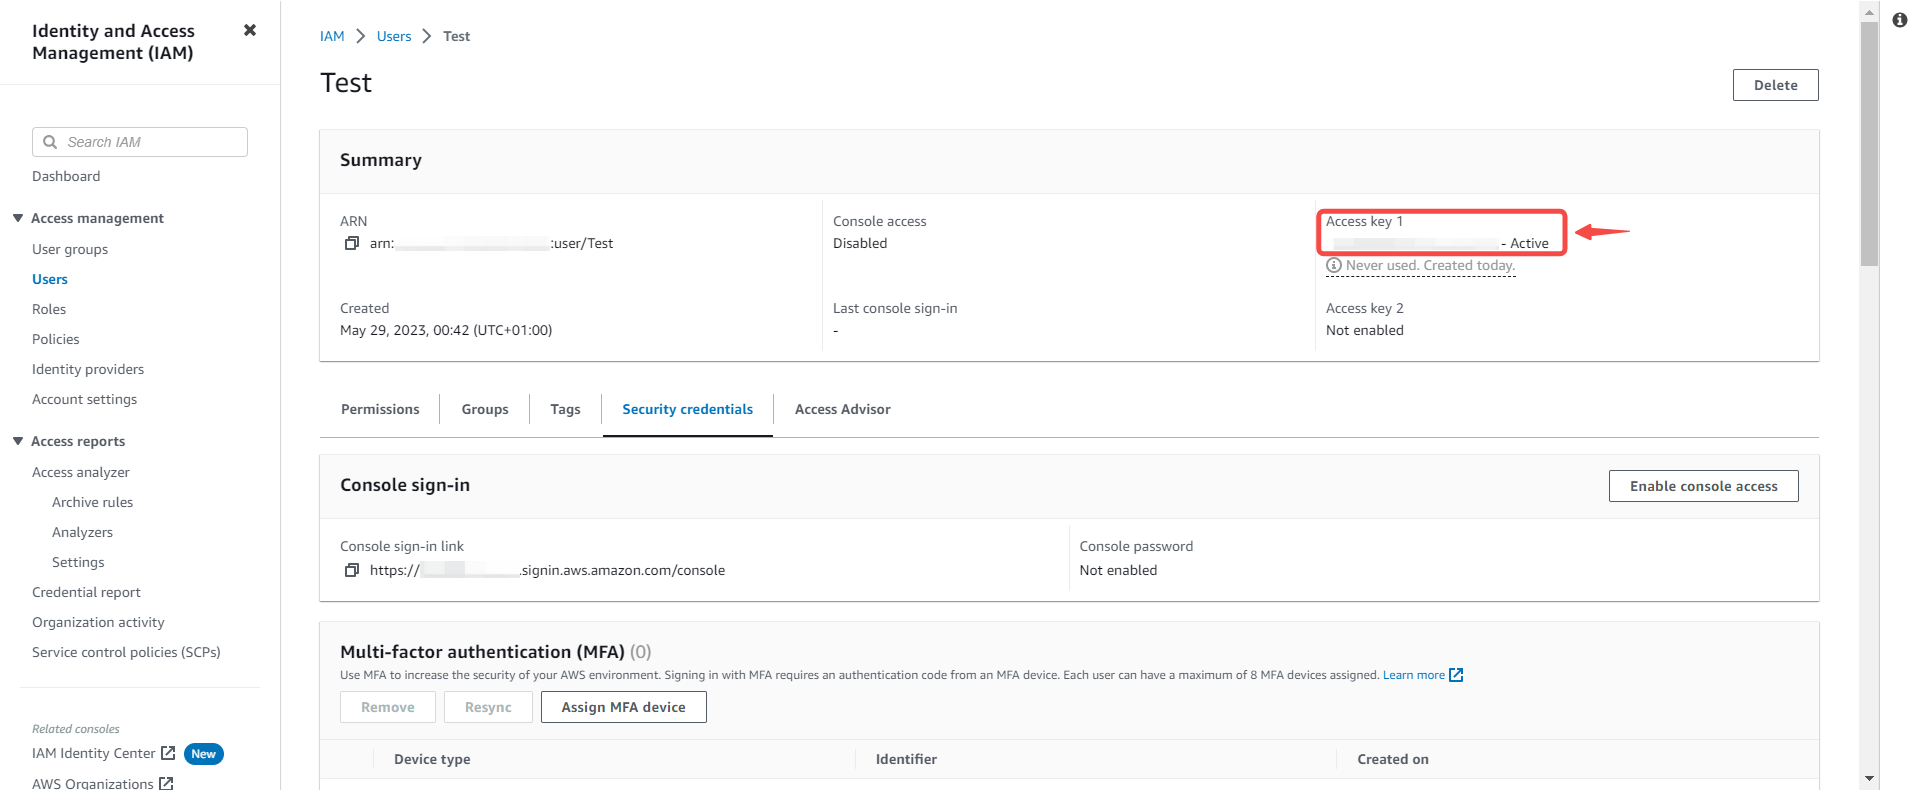 Identity and Access
Management (IAM)
Search IAM
Dashboard
Access management
User groups
Users
Roles
Policies
Identity providers
Account settings
Access reports
Access analyzer
Archive rules
Analyzers
Settings
Credential report
Organization activity
Service control policies (SCPs)
Related consoles
IAM Identity Center New
AWS Organizations
IAM > Users > Test
Test
Delete
Summary
ARN
arn: :user/Test
Console access
Disabled
Access key 1
- Active
Never used. Created today.
Created
May 29, 2023, 00:42 (UTC+01:00)
Last console sign-in
-
Access key 2
Not enabled
Permissions Groups Tags Security credentials Access Advisor
Console sign-in
Enable console access
Console sign-in link
https:// .signin.aws.amazon.com/console
Console password
Not enabled
Multi-factor authentication (MFA) (0)
Use MFA to increase the security of your AWS environment. Signing in with MFA requires an authentication code from an MFA device. Each user can have a maximum of 8 MFA devices assigned. Learn more
Remove Resync Assign MFA device
Device type Identifier Created on